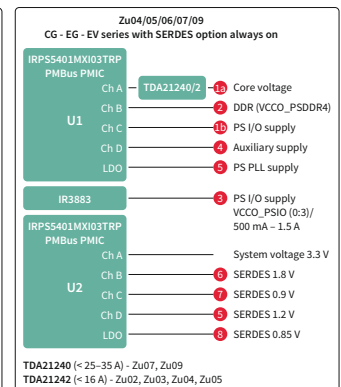 Zu04/05/06/07/09
CG - EG - EV series with SERDES option always on
IRPS5401MXI03TRP
PMBus PMIC
U1
Ch A
TDA21240/2
1a Core voltage
Ch B
2 DDR (VCCO_PSDDR4)
Ch C
1b PS I/O supply
Ch D
4 Auxiliary supply
LDO
5 PS PLL supply
IR3883
3 PS I/O supply
VCCO_PSIO (0:3)/
500 mA – 1.5 A
IRPS5401MXI03TRP
PMBus PMIC
U2
Ch A
System voltage 3.3 V
Ch B
6 SERDES 1.8 V
Ch C
7 SERDES 0.9 V
Ch D
5 SERDES 1.2 V
LDO
8 SERDES 0.85 V
TDA21240 (< 25–35 A) - Zu07, Zu09
TDA21242 (< 16 A) - Zu02, Zu03, Zu04, Zu05